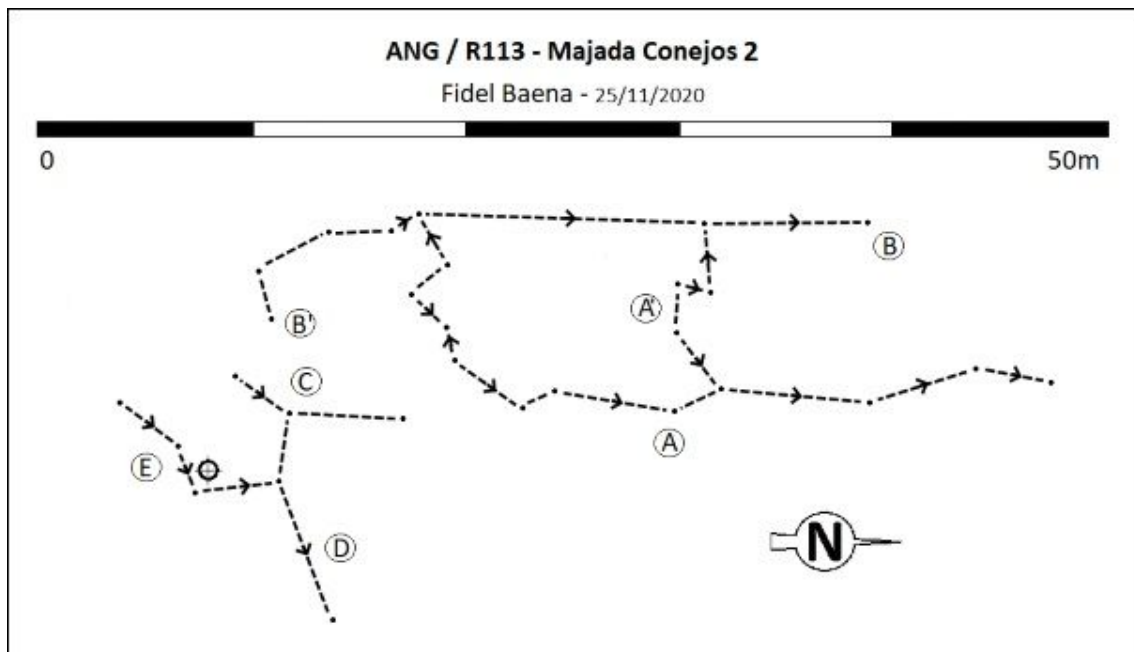 ANG / R113 - Majada Conejos 2
Fidel Baena - 25/11/2020
0 50m
B
A'
B'
C
A
E
D
N